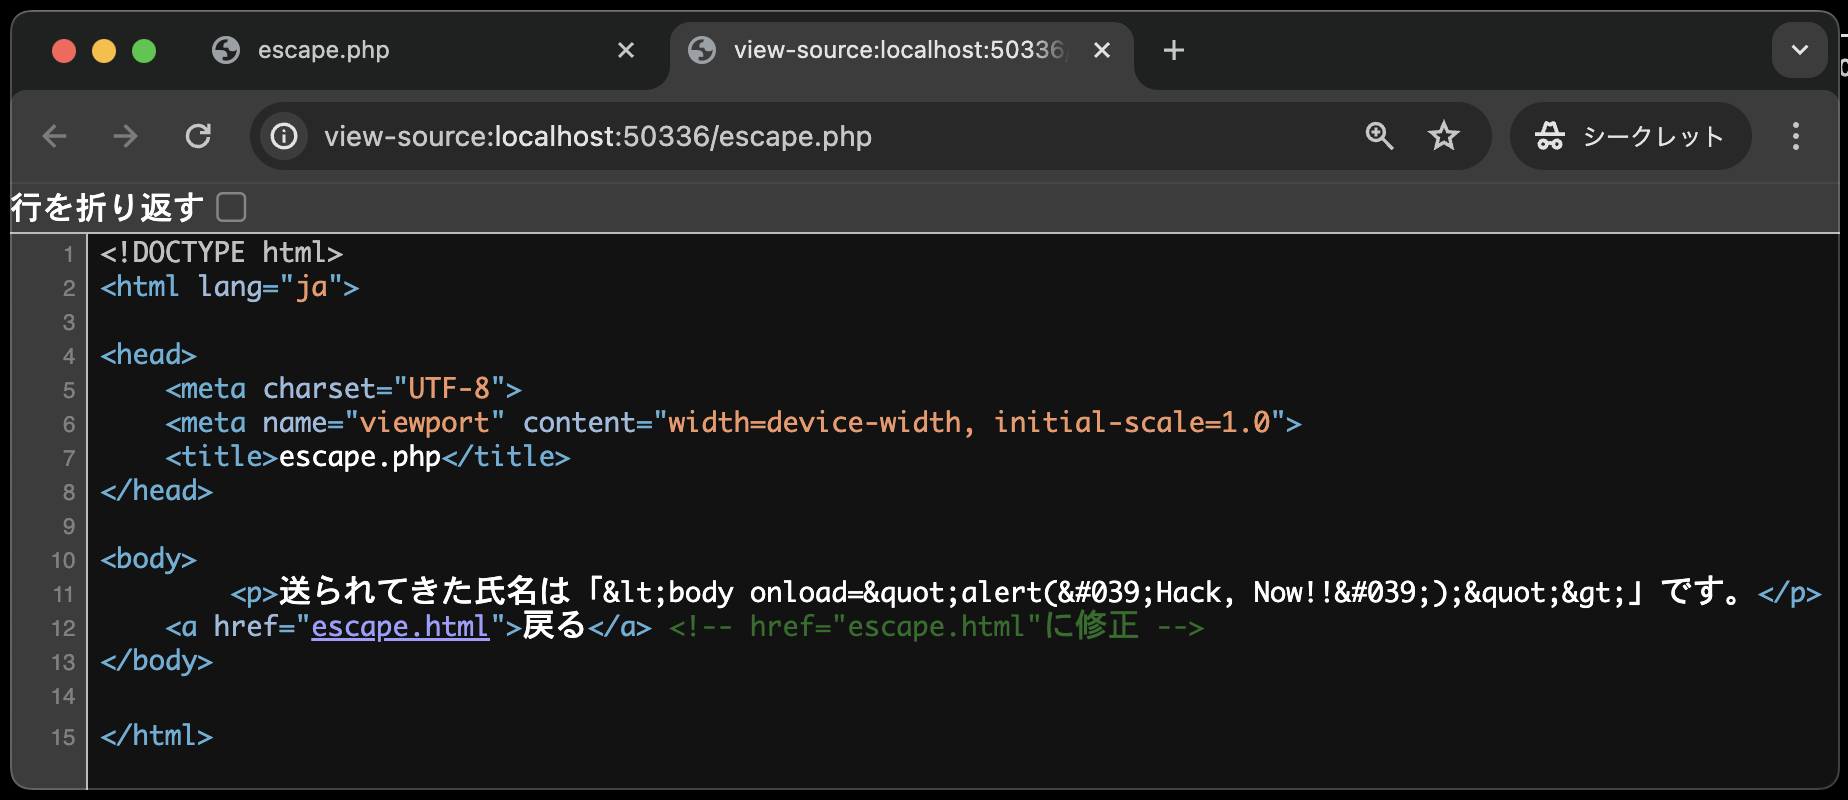 escape.php
view-source:localhost:50336/
view-source:localhost:50336/escape.php
シークレット
行を折り返す
1 <!DOCTYPE html>
2 <html lang="ja">
3
4 <head>
5     <meta charset="UTF-8">
6     <meta name="viewport" content="width=device-width, initial-scale=1.0">
7     <title>escape.php</title>
8 </head>
9
10 <body>
11         <p>送られてきた氏名は「&lt;body onload=&quot;alert(&#039;Hack, Now!!&#039;);&quot;&gt;」です。</p>
12     <a href="escape.html">戻る</a> <!-- href="escape.html"に修正 -->
13 </body>
14
15 </html>